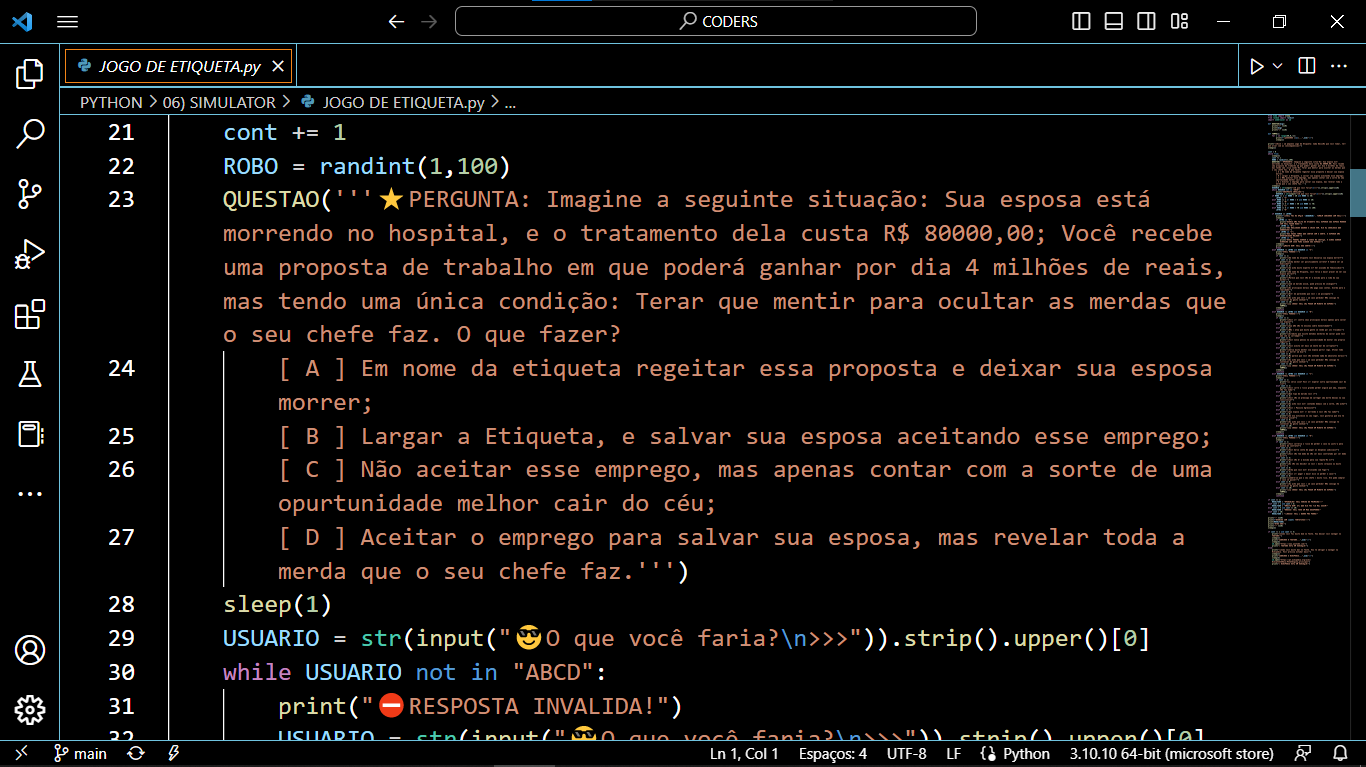 CODERS
JOGO DE ETIQUETA.py
PYTHON > 06) SIMULATOR > JOGO DE ETIQUETA.py > ...
21 cont += 1
22 ROBO = randint(1,100)
23 QUESTAO('''⭐PERGUNTA: Imagine a seguinte situação: Sua esposa está
morrendo no hospital, e o tratamento dela custa R$ 80000,00; Você recebe
uma proposta de trabalho em que poderá ganhar por dia 4 milhões de reais,
mas tendo uma única condição: Terar que mentir para ocultar as merdas que
o seu chefe faz. O que fazer?
24 [ A ] Em nome da etiqueta regeitar essa proposta e deixar sua esposa
morrer;
25 [ B ] Largar a Etiqueta, e salvar sua esposa aceitando esse emprego;
26 [ C ] Não aceitar esse emprego, mas apenas contar com a sorte de uma
opurtunidade melhor cair do céu;
27 [ D ] Aceitar o emprego para salvar sua esposa, mas revelar toda a
merda que o seu chefe faz.''')
28 sleep(1)
29 USUARIO = str(input("😎O que você faria?\n>>>")).strip().upper()[0]
30 while USUARIO not in "ABCD":
31 print("⛔RESPOSTA INVALIDA!")
32 USUARIO = str(input("😎O que você faria?\n>>>")).strip().upper()[0]
main Ln 1, Col 1 Espaços: 4 UTF-8 LF Python 3.10.10 64-bit (microsoft store)